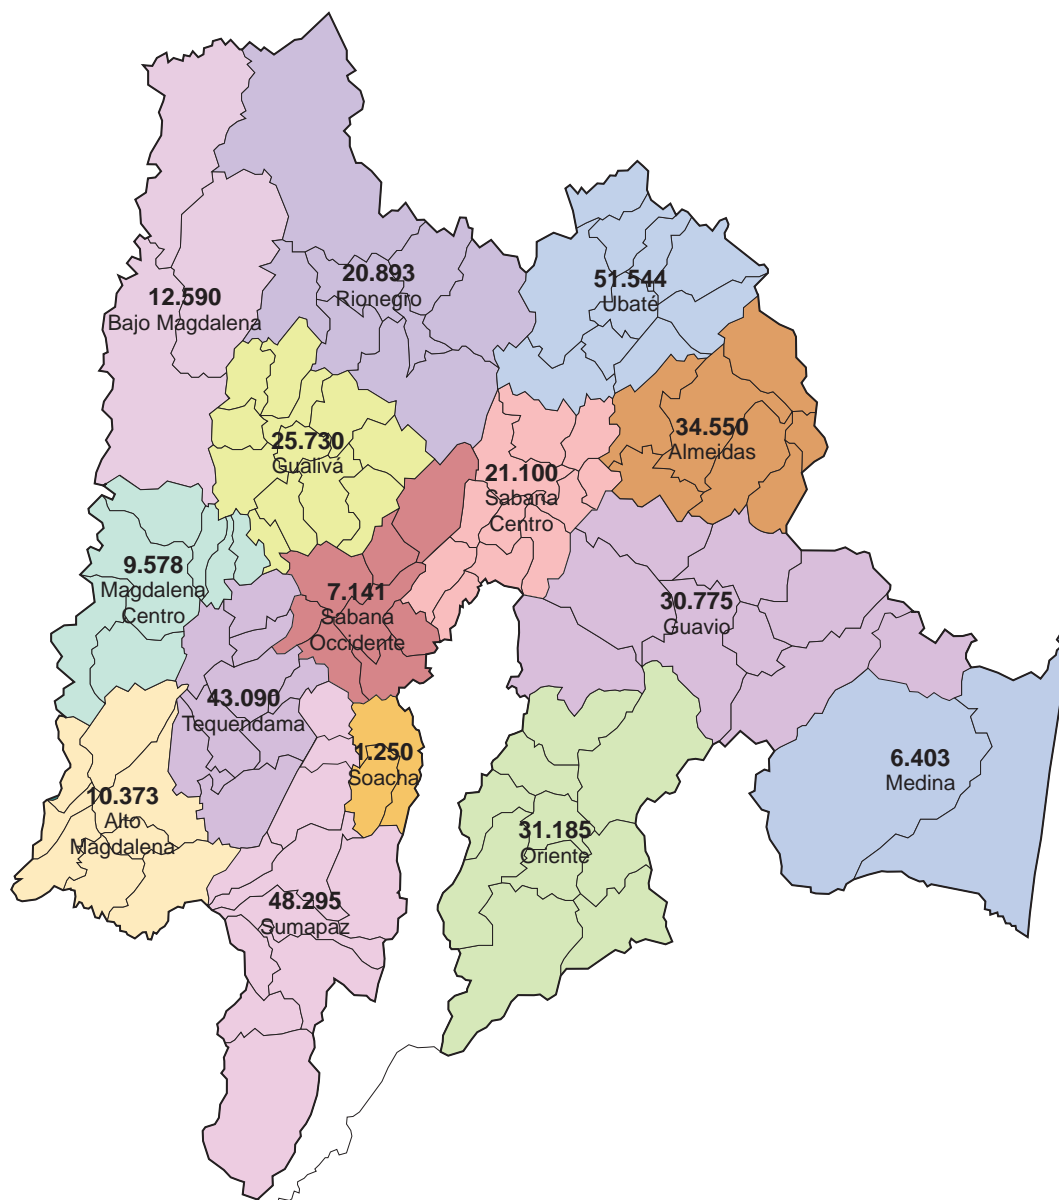 20.893
Rionegro
51.544
Ubaté
12.590
Bajo Magdalena
25.730
Gualivá
34.550
Almeidas
21.100
Sabana
Centro
9.578
Magdalena
Centro
7.141
Sabana
Occidente
30.775
Guavio
43.090
Tequendama
1.250
Soacha
6.403
Medina
10.373
Alto
Magdalena
31.185
Oriente
48.295
Sumapaz